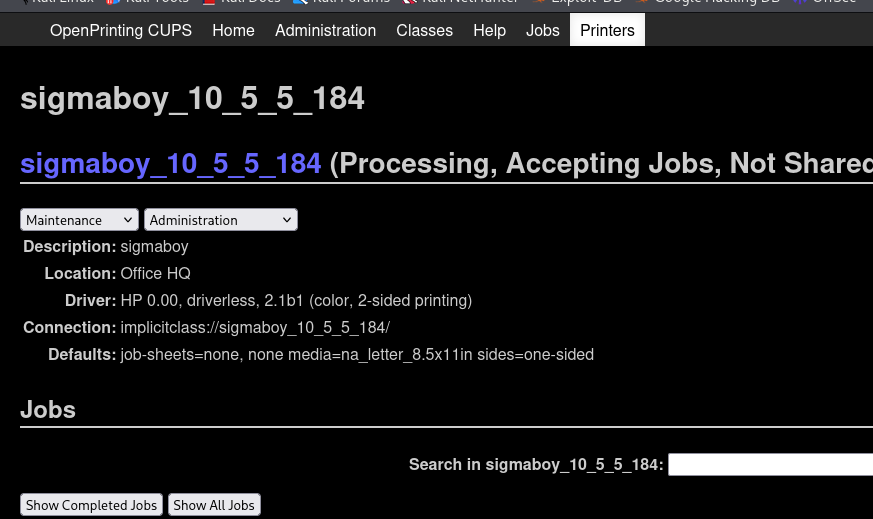 Kali Linux Kali Tools Kali Docs Kali Forums Kali NetHunter Exploit-DB Google Hacking DB OffSec
OpenPrinting CUPS Home Administration Classes Help Jobs Printers
sigmaboy_10_5_5_184
sigmaboy_10_5_5_184 (Processing, Accepting Jobs, Not Shared
Maintenance Administration
Description: sigmaboy
Location: Office HQ
Driver: HP 0.00, driverless, 2.1b1 (color, 2-sided printing)
Connection: implicitclass://sigmaboy_10_5_5_184/
Defaults: job-sheets=none, none media=na_letter_8.5x11in sides=one-sided
Jobs
Search in sigmaboy_10_5_5_184:
Show Completed Jobs Show All Jobs